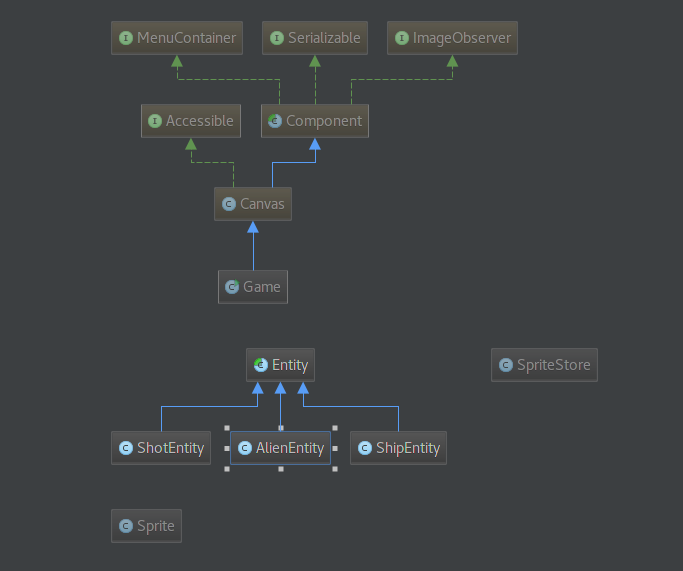 I MenuContainer
I Serializable
I ImageObserver
I Accessible
C Component
C Canvas
C Game
C Entity
C SpriteStore
C ShotEntity
C AlienEntity
C ShipEntity
C Sprite